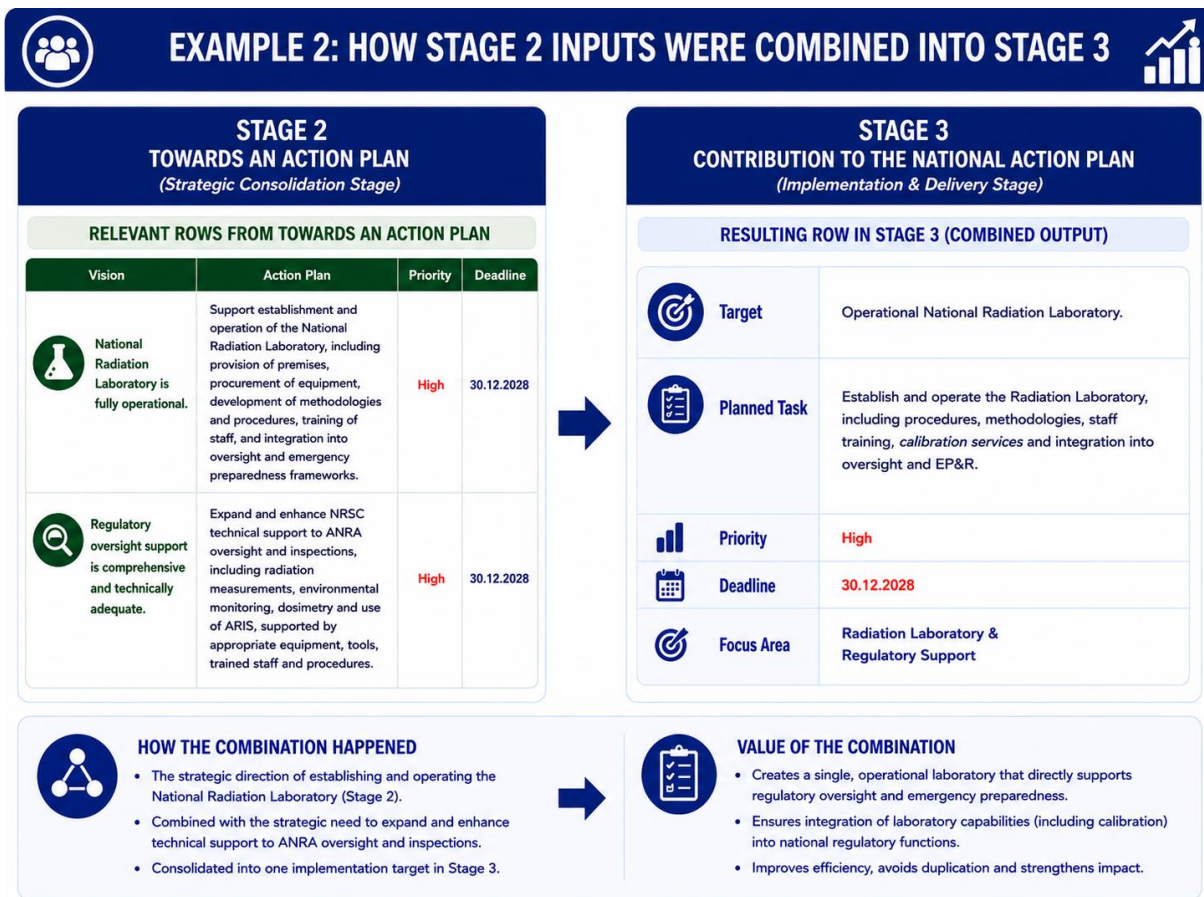 EXAMPLE 2: HOW STAGE 2 INPUTS WERE COMBINED INTO STAGE 3
STAGE 2
TOWARDS AN ACTION PLAN
(Strategic Consolidation Stage)
RELEVANT ROWS FROM TOWARDS AN ACTION PLAN
Vision
Action Plan
Priority
Deadline
National
Radiation
Laboratory is
fully operational.
Support establishment and
operation of the National
Radiation Laboratory, including
provision of premises,
procurement of equipment,
development of methodologies
and procedures, training of
staff, and integration into
oversight and emergency
preparedness frameworks.
High
30.12.2028
Regulatory
oversight support
is comprehensive
and technically
adequate.
Expand and enhance NRSC
technical support to ANRA
oversight and inspections,
including radiation
measurements, environmental
monitoring, dosimetry and use
of ARIS, supported by
appropriate equipment, tools,
trained staff and procedures.
High
30.12.2028
STAGE 3
CONTRIBUTION TO THE NATIONAL ACTION PLAN
(Implementation & Delivery Stage)
RESULTING ROW IN STAGE 3 (COMBINED OUTPUT)
Target
Operational National Radiation Laboratory.
Planned Task
Establish and operate the Radiation Laboratory,
including procedures, methodologies, staff
training, calibration services and integration into
oversight and EP&R.
Priority
High
Deadline
30.12.2028
Focus Area
Radiation Laboratory &
Regulatory Support
HOW THE COMBINATION HAPPENED
• The strategic direction of establishing and operating the
National Radiation Laboratory (Stage 2).
• Combined with the strategic need to expand and enhance
technical support to ANRA oversight and inspections.
• Consolidated into one implementation target in Stage 3.
VALUE OF THE COMBINATION
• Creates a single, operational laboratory that directly supports
regulatory oversight and emergency preparedness.
• Ensures integration of laboratory capabilities (including calibration)
into national regulatory functions.
• Improves efficiency, avoids duplication and strengthens impact.